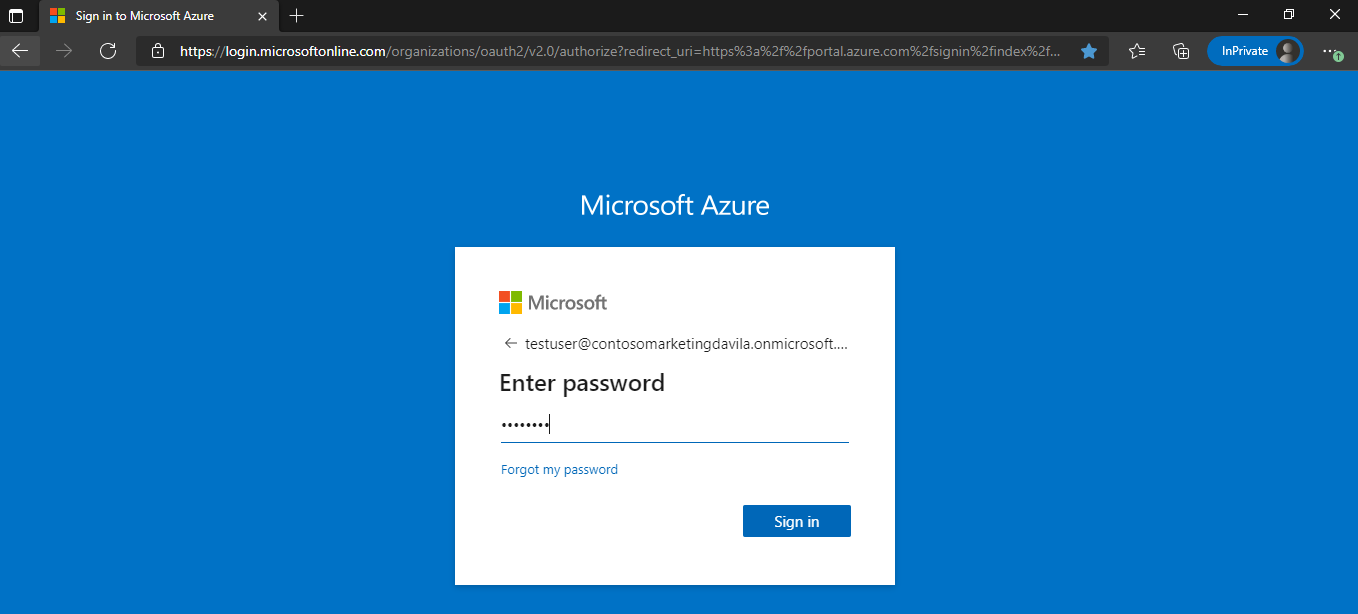 Sign in to Microsoft Azure
https://login.microsoftonline.com/organizations/oauth2/v2.0/authorize?redirect_uri=https%3a%2f%2fportal.azure.com%2fsignin%2findex%2f...
InPrivate
Microsoft Azure
Microsoft
testuser@contosomarketingdavila.onmicrosoft....
Enter password
••••••••
Forgot my password
Sign in